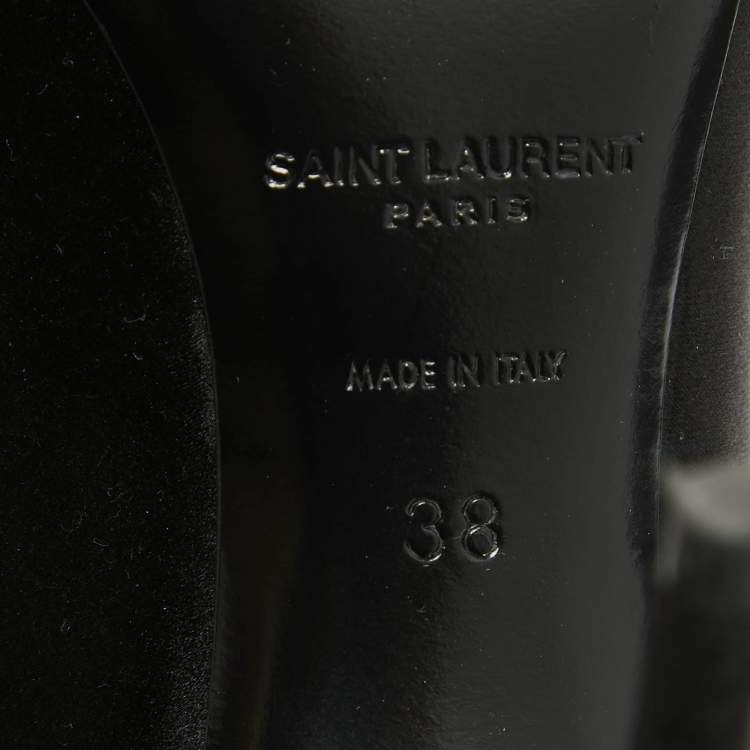 SAINT LAURENT
PARIS
MADE IN ITALY
38